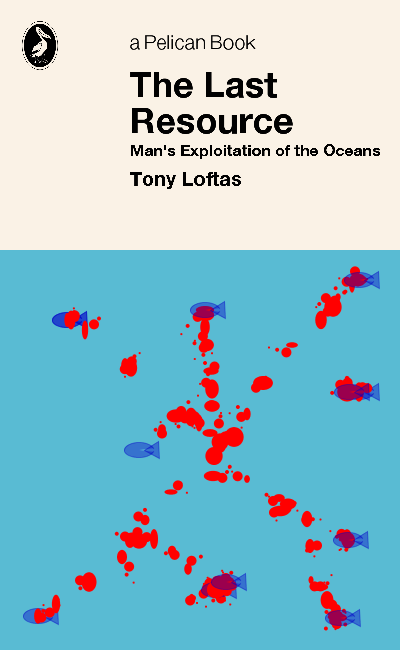 a Pelican Book
The Last
Resource
Man's Exploitation of the Oceans
Tony Loftas